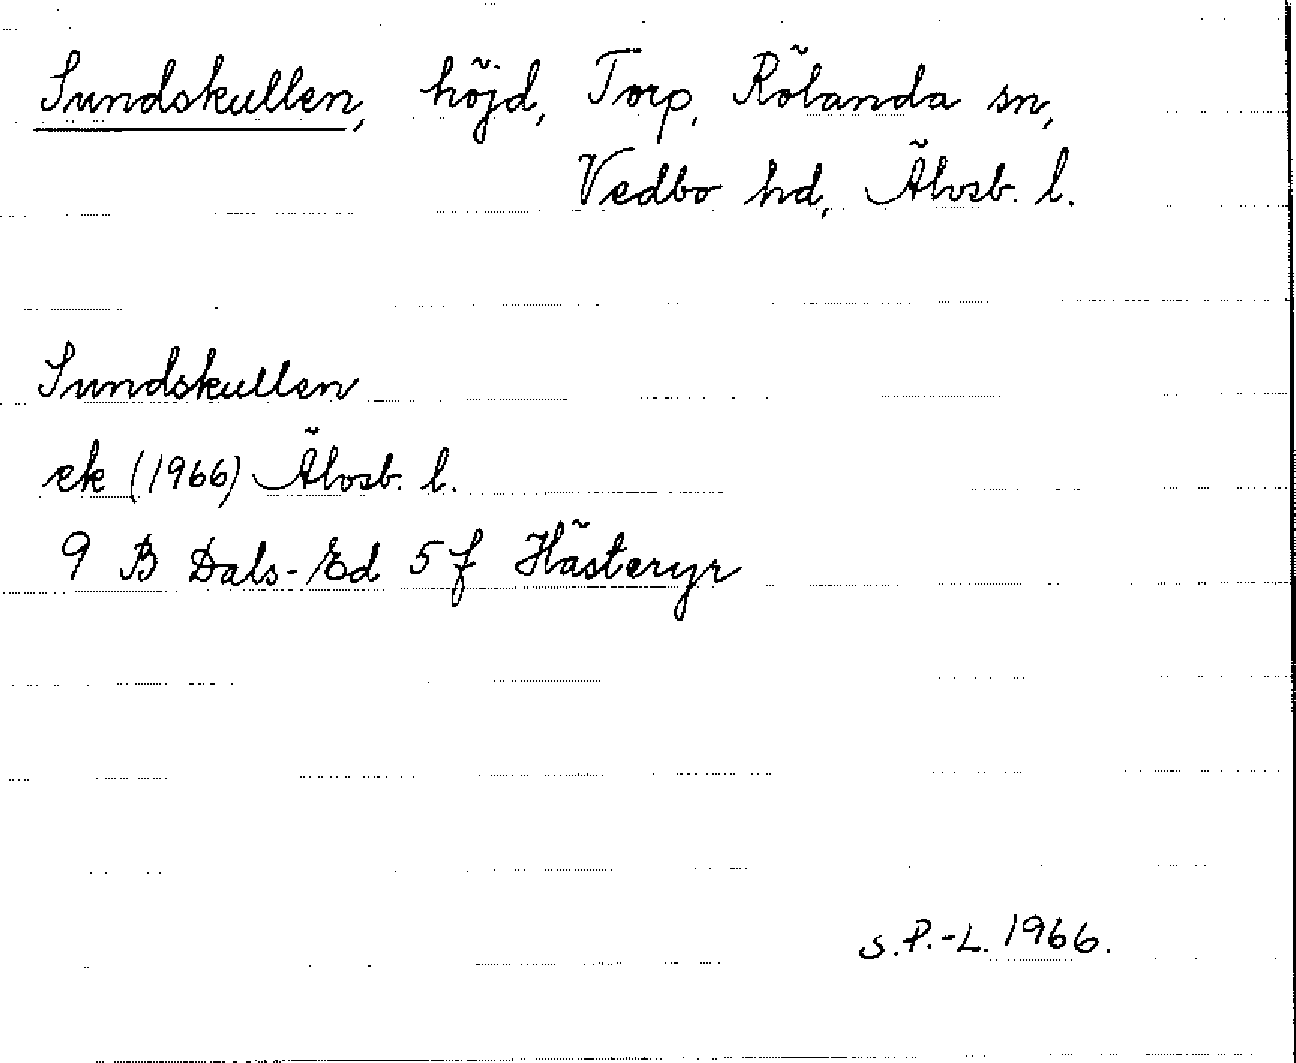 Sundskullen, höjd, Torp, Rölanda sn,
Vedbo hd, Älvsb. l.
Sundskullen
ek (1966) Älvsb. l.
9 B Dals-Ed 5 f Hästeryr
S.P.-L. 1966.